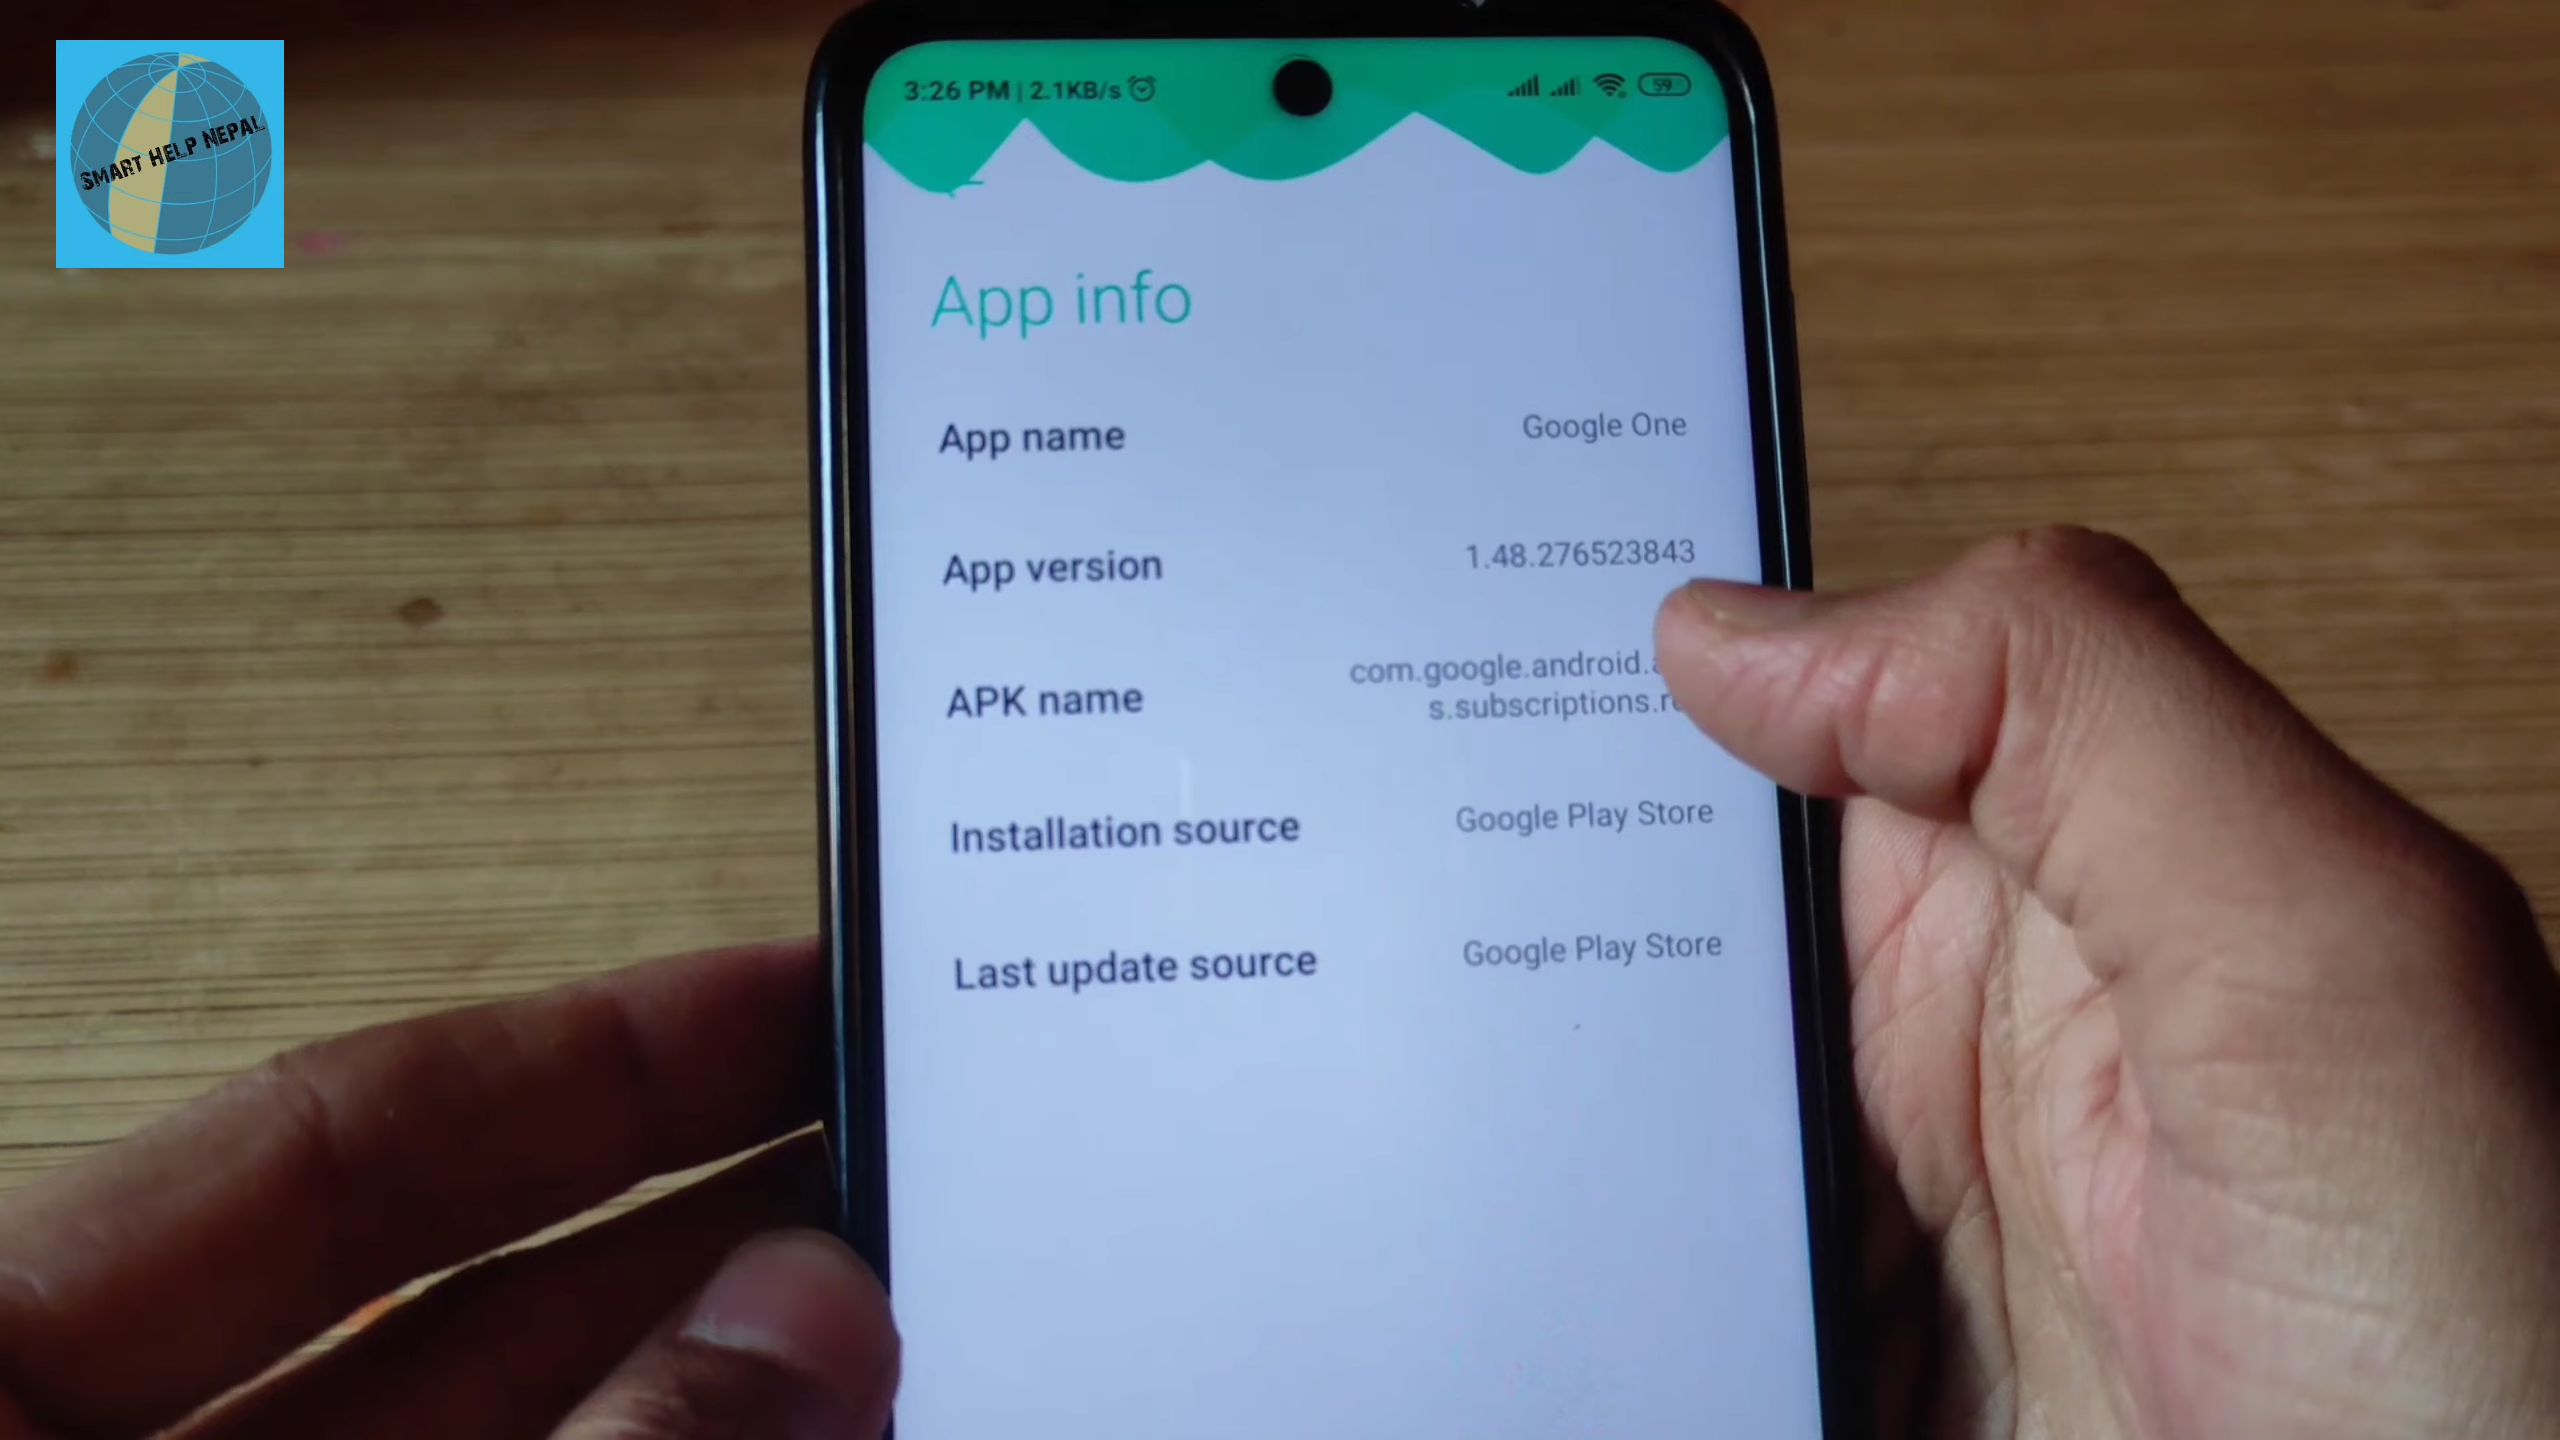 SMART HELP NEPAL
3:26 PM | 2.1KB/s
59
App info
App name
Google One
App version
1.48.276523843
APK name
com.google.android.
s.subscriptions.
Installation source
Google Play Store
Last update source
Google Play Store